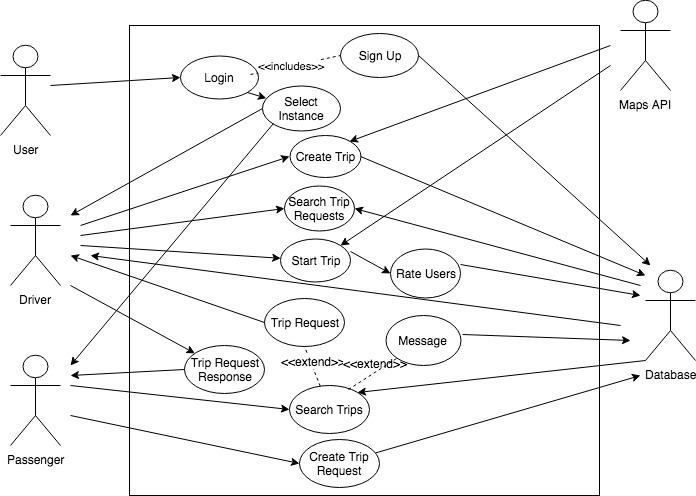 Sign Up
<<includes>>
Login
Maps API
Select
Instance
User
Create Trip
Search Trip
Requests
Start Trip
Rate Users
Driver
Trip Request
Message
Trip Request
Response
<<extend>>
<<extend>>
Database
Search Trips
Passenger
Create Trip
Request